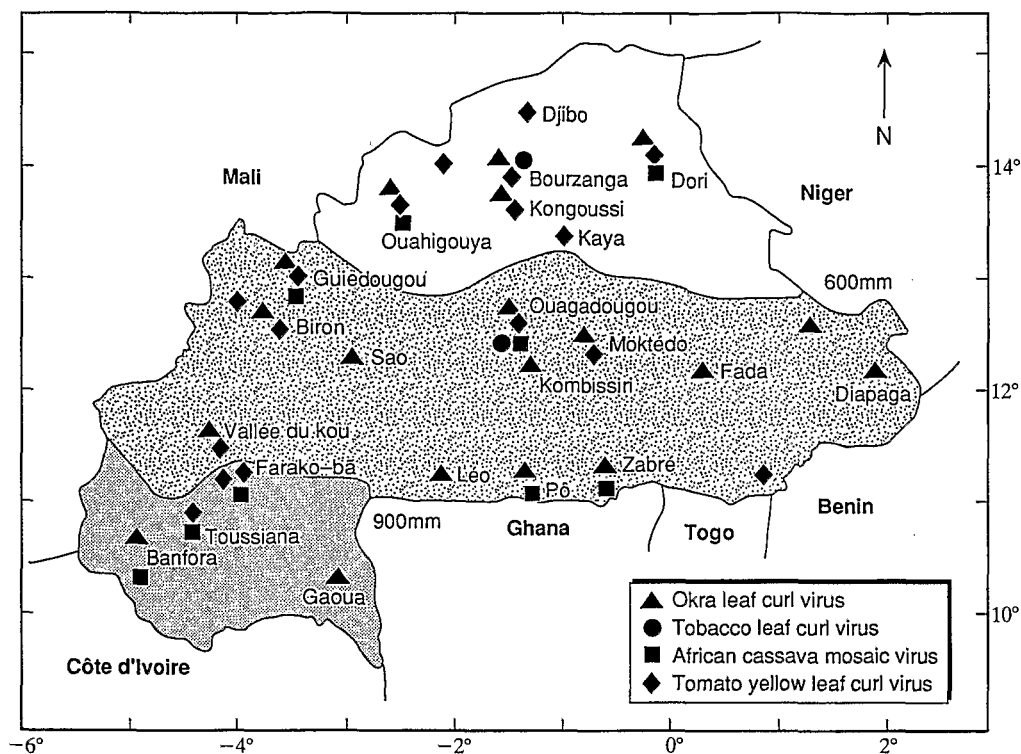 Djibo
N
14°
Mali
Bourzanga
Dori
Niger
Kongoussi
Ouahigouya
Kaya
Guiedougou
600mm
Ouagadougou
Biron
Moktédo
Sao
Fada
Kombissiri
Diapaga
12°
Vallée du Kou
Farako-bâ
Léo
Zabré
Pô
900mm
Ghana
Togo
Benin
Toussiana
Banfora
Gaoua
Okra leaf curl virus
Tobacco leaf curl virus
African cassava mosaic virus
Tomato yellow leaf curl virus
10°
Côte d'Ivoire
−6° −4° −2° 0° 2°